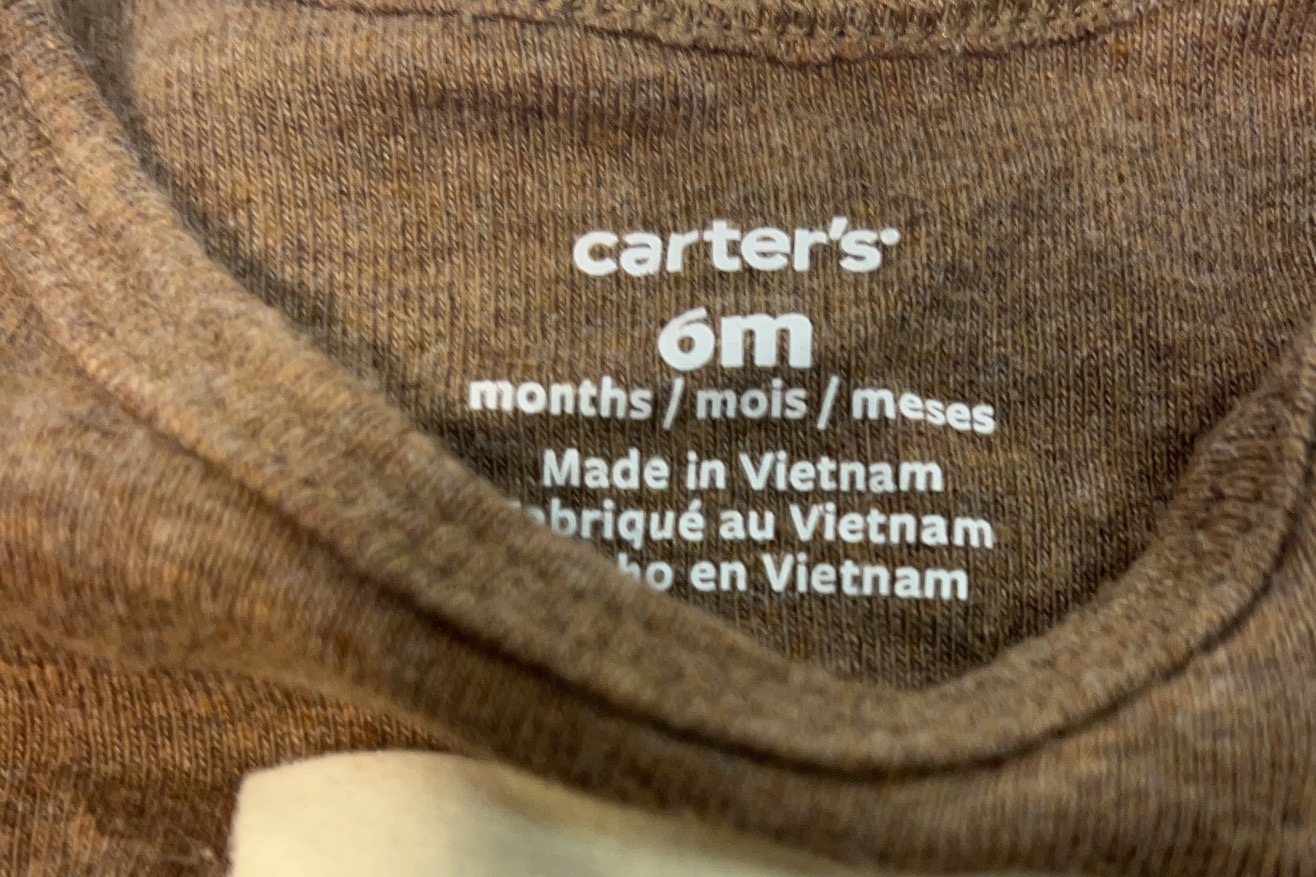 carter's
6m
months / mois / meses
Made in Vietnam
au Vietnam
en Vietnam